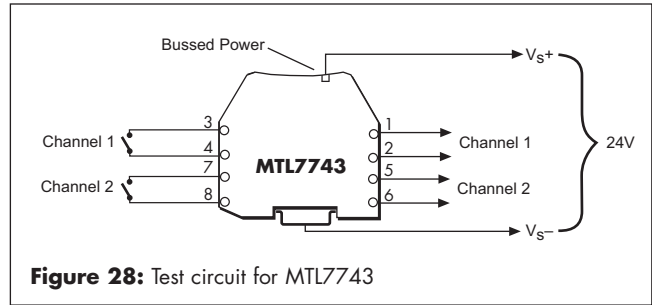 Bussed Power
Vs+
3
1
Channel 1
4
2
Channel 1
7
MTL7743
5
24V
Channel 2
8
6
Channel 2
Vs–
Figure 28: Test circuit for MTL7743